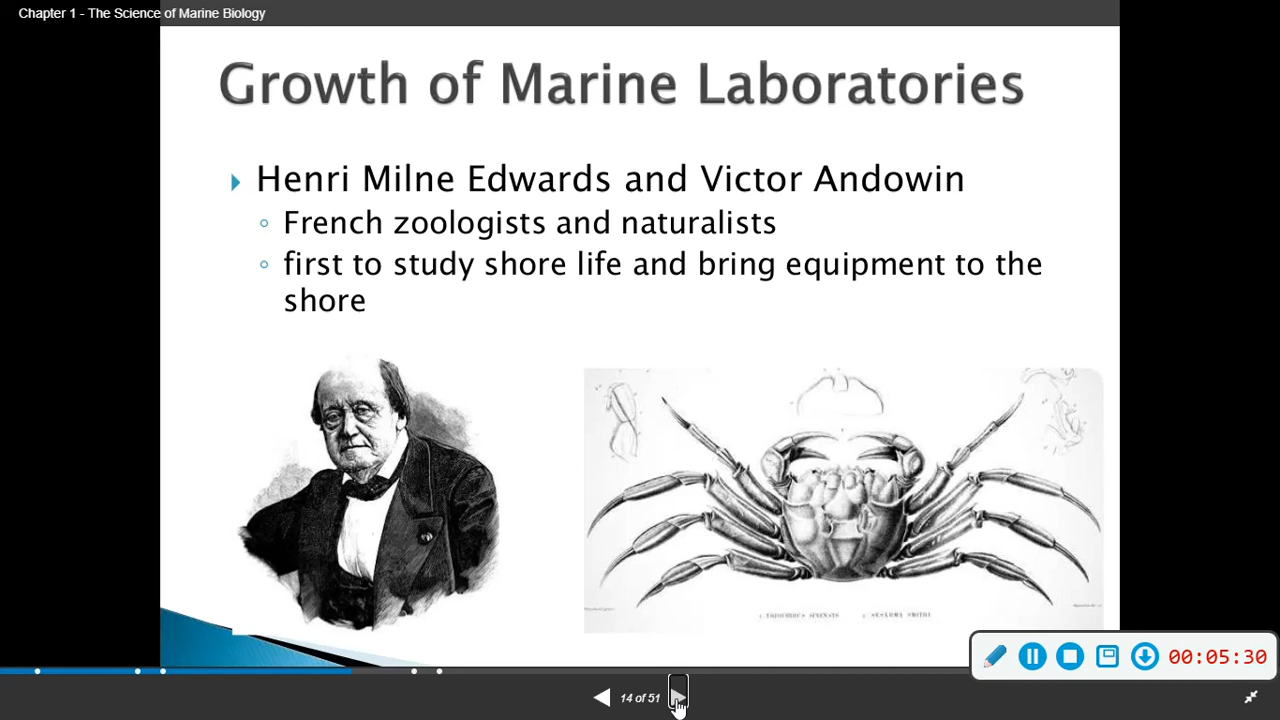 Chapter 1 - The Science of Marine Biology
Growth of Marine Laboratories
Henri Milne Edwards and Victor Andowin
French zoologists and naturalists
first to study shore life and bring equipment to the
shore
14 of 51
00:05:30